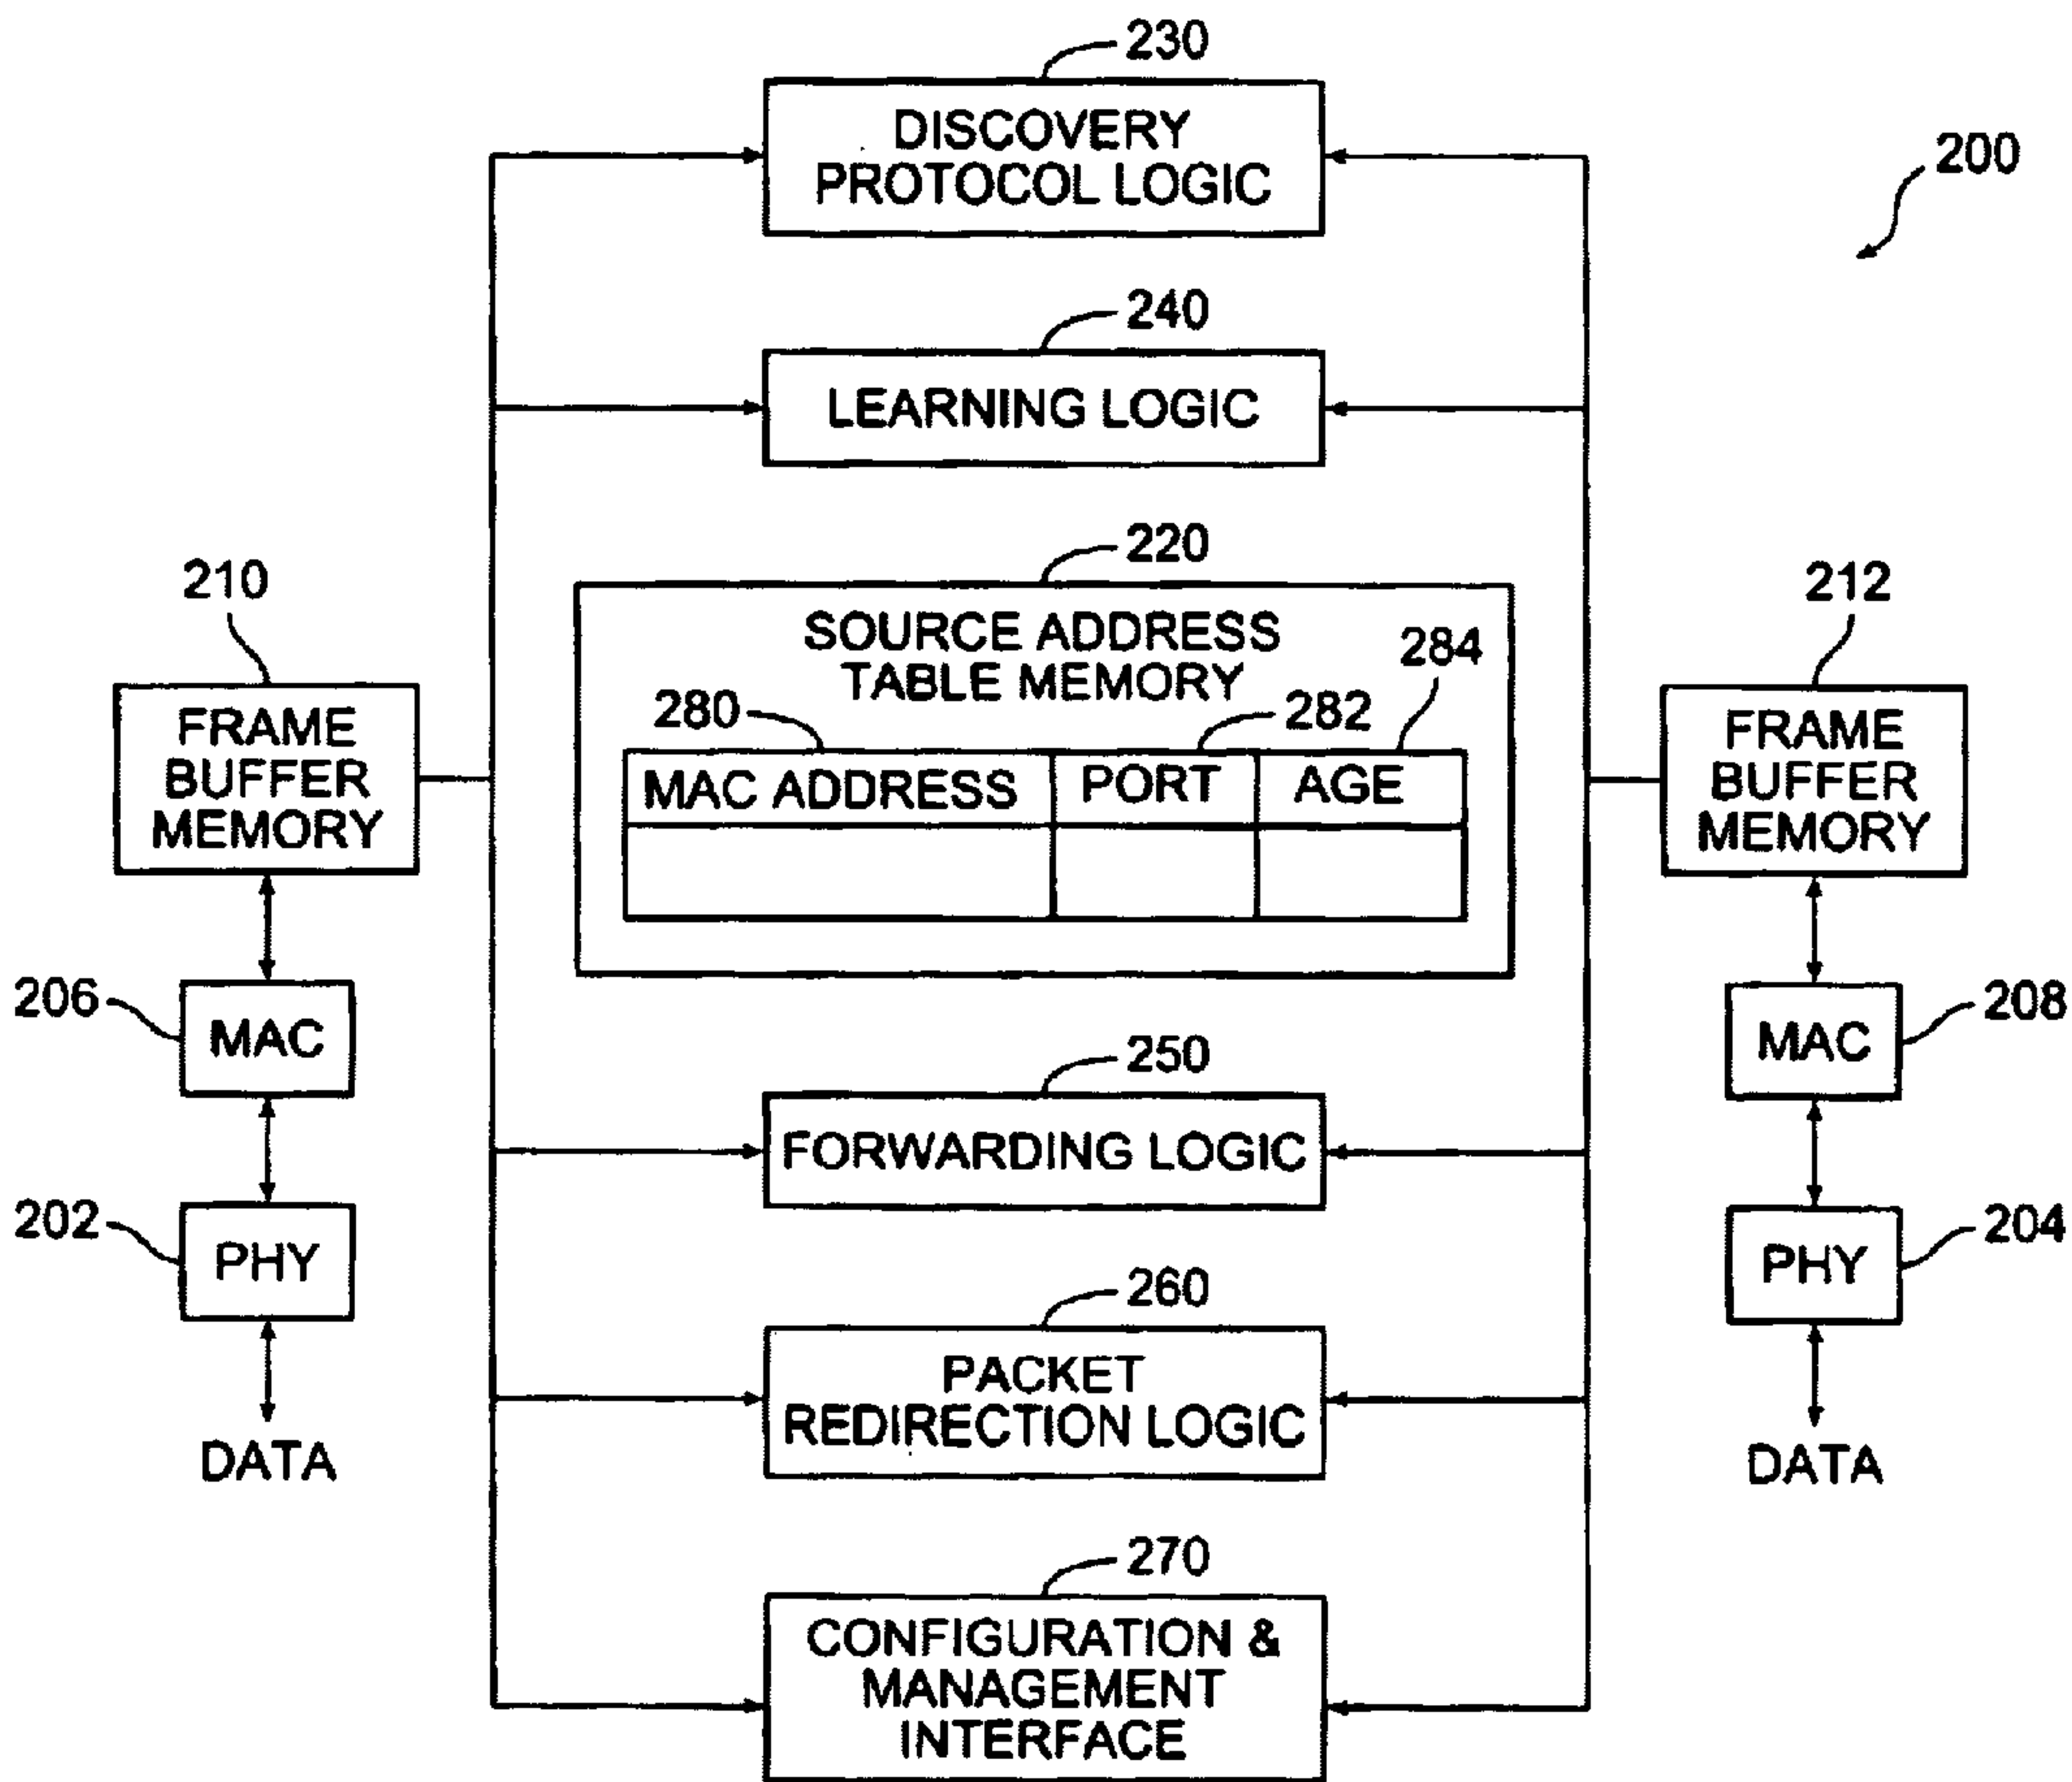 230
DISCOVERY
PROTOCOL LOGIC
200
240
LEARNING LOGIC
220
210
212
SOURCE ADDRESS
TABLE MEMORY
284
280
282
FRAME
BUFFER
MEMORY
MAC ADDRESS
PORT
AGE
FRAME
BUFFER
MEMORY
206
MAC
208
MAC
250
FORWARDING LOGIC
202
PHY
204
PHY
260
PACKET
REDIRECTION LOGIC
DATA
DATA
270
CONFIGURATION &
MANAGEMENT
INTERFACE